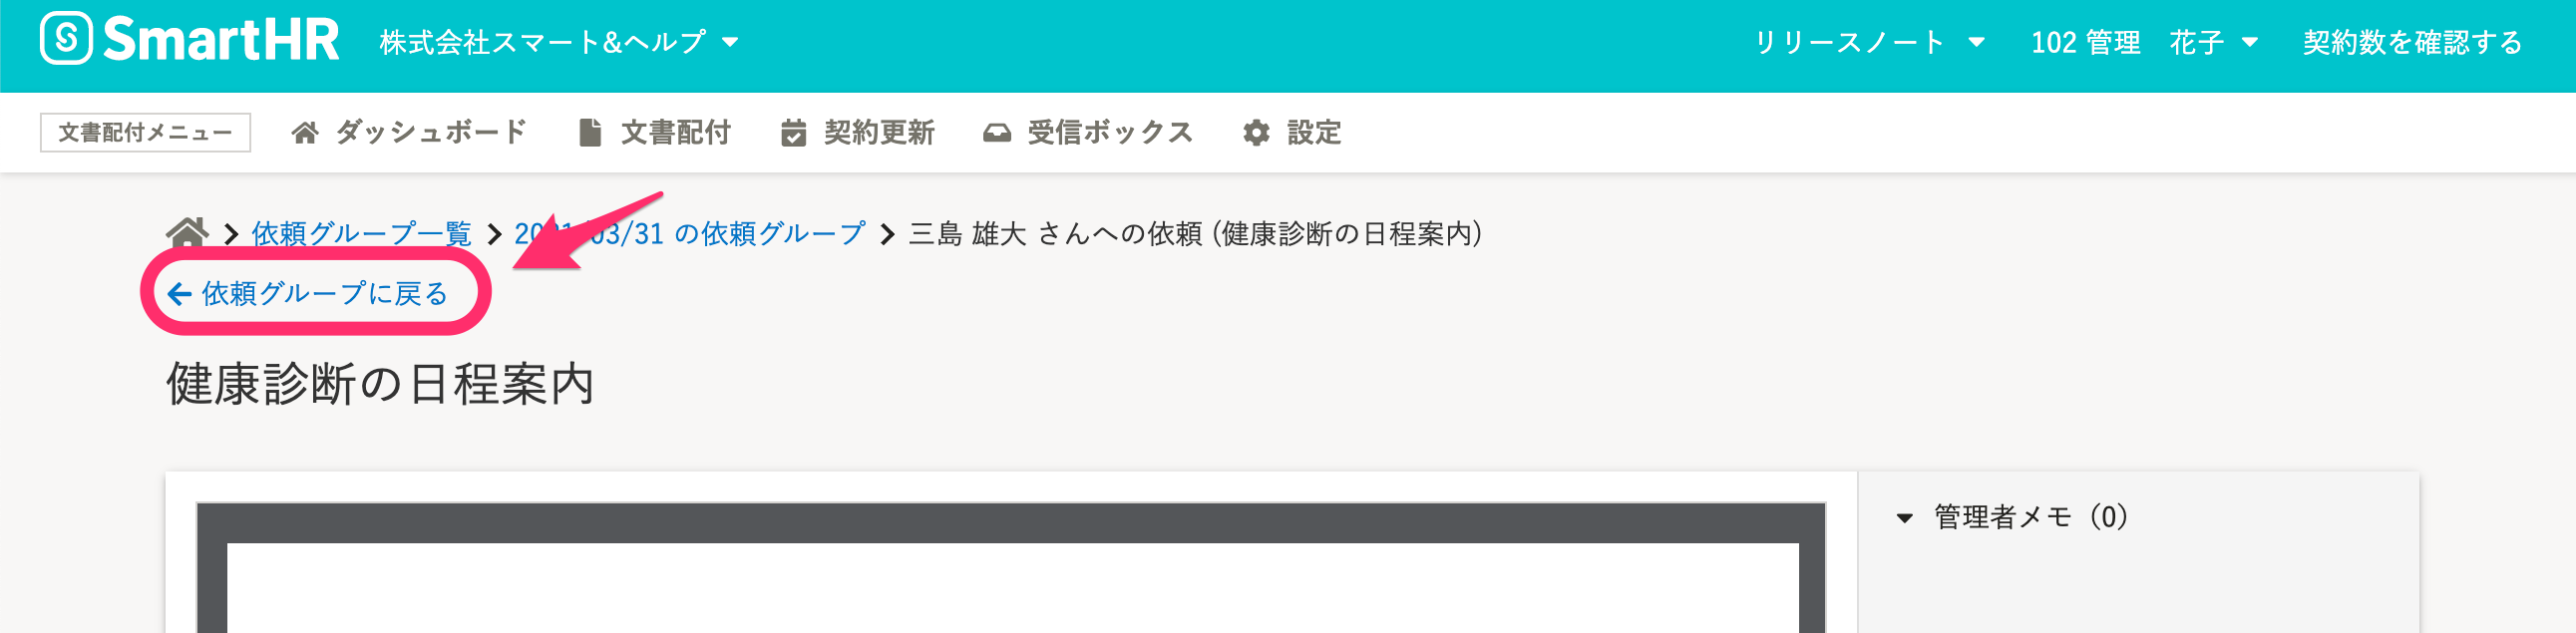 SmartHR 株式会社スマート&ヘルプ リリースノート 102 管理 花子 契約数を確認する
文書配付メニュー ダッシュボード 文書配付 契約更新 受信ボックス 設定
依頼グループ一覧 2021/03/31 の依頼グループ 三島 雄大 さんへの依頼 (健康診断の日程案内)
依頼グループに戻る
健康診断の日程案内
管理者メモ（0）